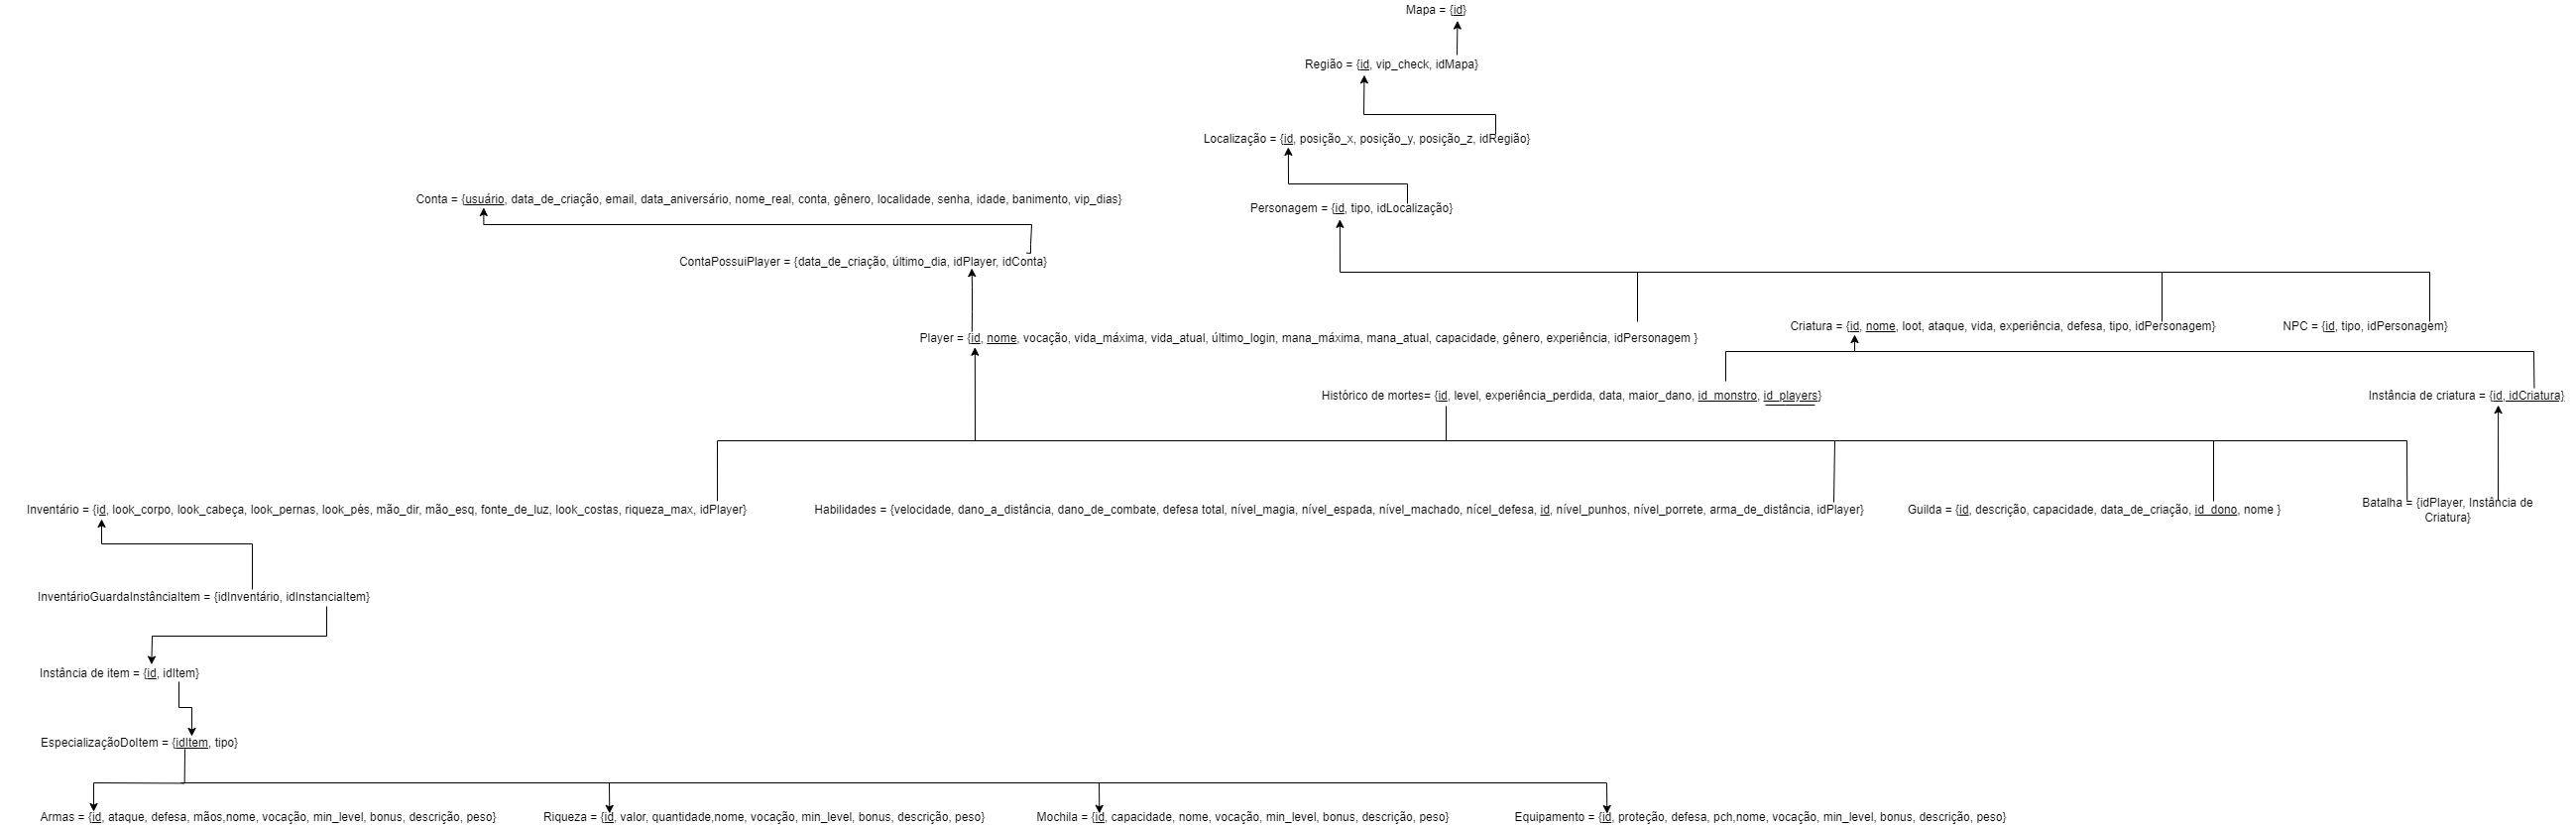 Mapa = {id}
Região = {id, vip_check, idMapa}
Localização = {id, posição_x, posição_y, posição_z, idRegião}
Conta = {usuário, data_de_criação, email, data_aniversário, nome_real, conta, gênero, localidade, senha, idade, banimento, vip_dias}
Personagem = {id, tipo, idLocalização}
ContaPossuiPlayer = {data_de_criação, último_dia, idPlayer, idConta}
Player = {id, nome, vocação, vida_máxima, vida_atual, último_login, mana_máxima, mana_atual, capacidade, gênero, experiência, idPersonagem }
Criatura = {id, nome, loot, ataque, vida, experiência, defesa, tipo, idPersonagem}
NPC = {id, tipo, idPersonagem}
Histórico de mortes= {id, level, experiência_perdida, data, maior_dano, id_monstro, id_players}
Instância de criatura = {id, idCriatura}
Inventário = {id, look_corpo, look_cabeça, look_pernas, look_pés, mão_dir, mão_esq, fonte_de_luz, look_costas, riqueza_max, idPlayer}
Habilidades = {velocidade, dano_a_distância, dano_de_combate, defesa total, nível_magia, nível_espada, nível_machado, nícel_defesa, id, nível_punhos, nível_porrete, arma_de_distância, idPlayer}
Guilda = {id, descrição, capacidade, data_de_criação, id_dono, nome }
Batalha = {idPlayer, Instância de
Criatura}
InventárioGuardaInstânciaItem = {idInventário, idInstanciaItem}
Instância de item = {id, idItem}
EspecializaçãoDoItem = {idItem, tipo}
Armas = {id, ataque, defesa, mãos,nome, vocação, min_level, bonus, descrição, peso}
Riqueza = {id, valor, quantidade,nome, vocação, min_level, bonus, descrição, peso}
Mochila = {id, capacidade, nome, vocação, min_level, bonus, descrição, peso}
Equipamento = {id, proteção, defesa, pch,nome, vocação, min_level, bonus, descrição, peso}